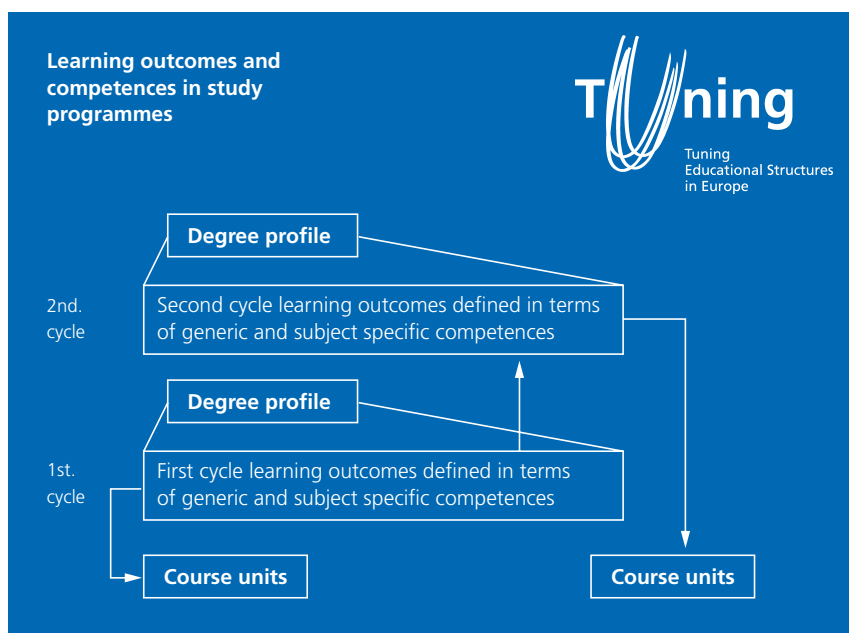 Learning outcomes and
competences in study
programmes
Tuning
Tuning
Educational Structures
in Europe
Degree profile
2nd.
cycle
Second cycle learning outcomes defined in terms
of generic and subject specific competences
Degree profile
1st.
cycle
First cycle learning outcomes defined in terms
of generic and subject specific competences
Course units
Course units